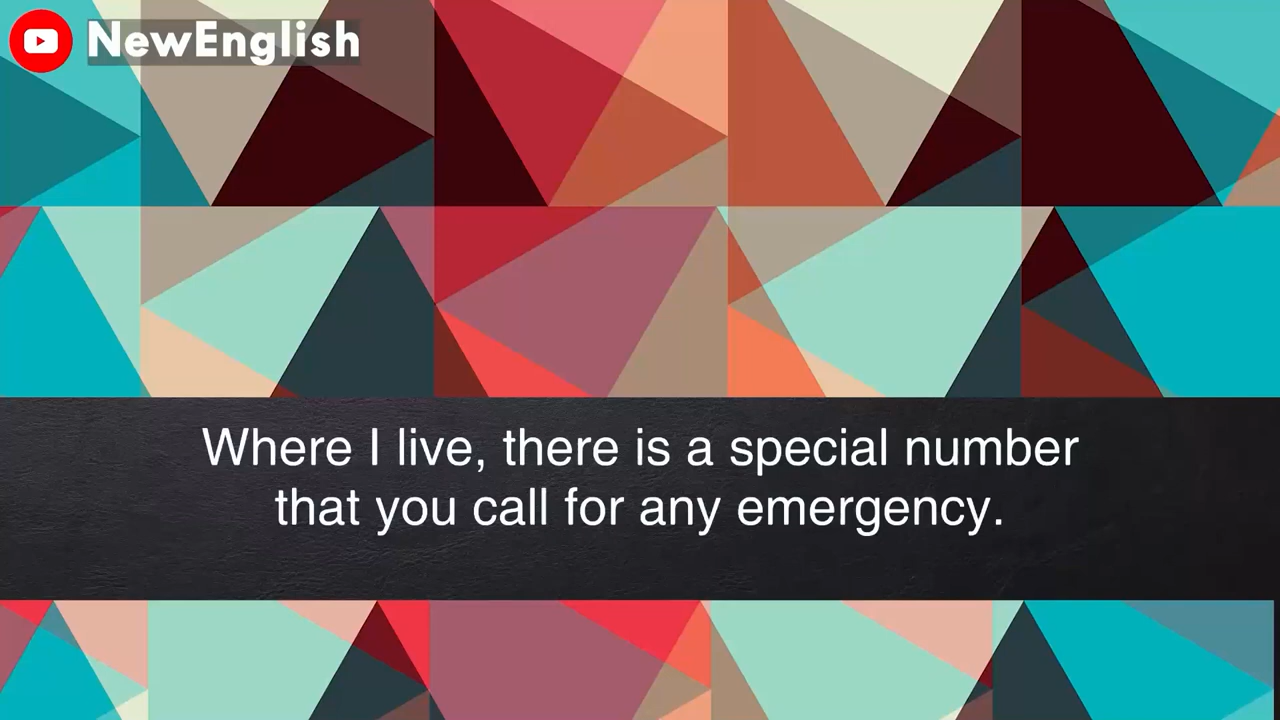 NewEnglish
Where I live, there is a special number
that you call for any emergency.